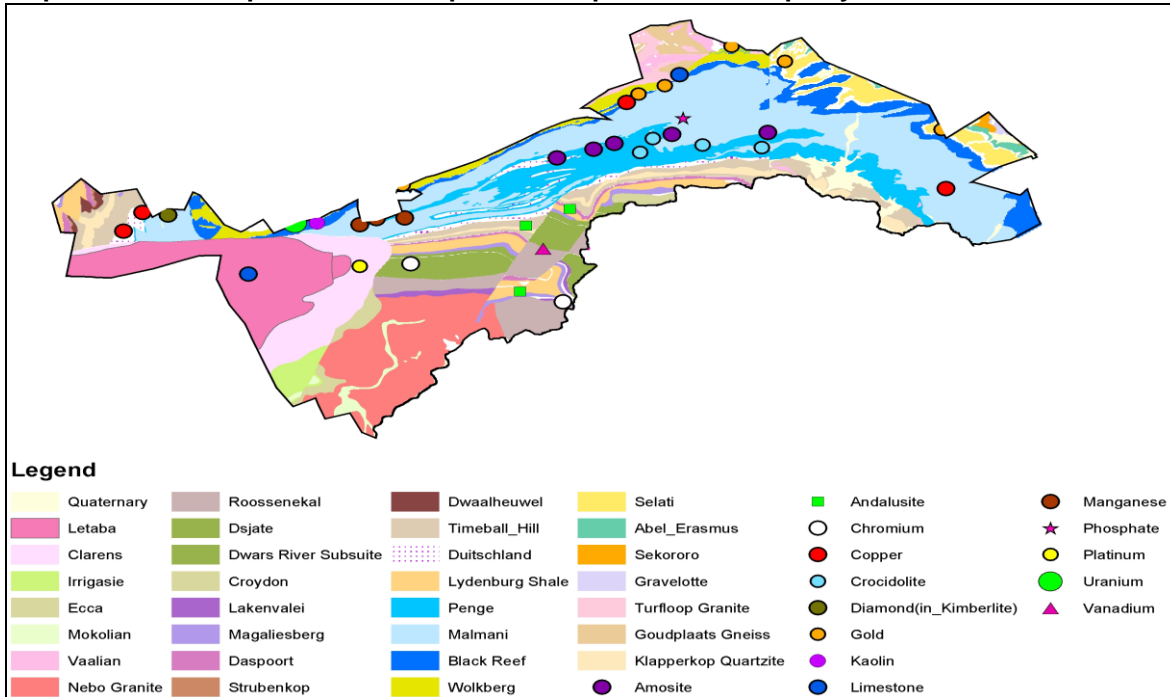 Legend
Quaternary
Letaba
Clarens
Irrigasie
Ecca
Mokolian
Vaalian
Nebo Granite
Roossenekal
Dsjate
Dwars River Subsuite
Croydon
Lakenvalei
Magaliesberg
Daspoort
Strubenkop
Dwaalheuwel
Timeball_Hill
Duitschland
Lydenburg Shale
Penge
Malmani
Black Reef
Wolkberg
Selati
Abel_Erasmus
Sekororo
Gravelotte
Turfloop Granite
Goudplaats Gneiss
Klapperkop Quartzite
Amosite
Andalusite
Chromium
Copper
Crocidolite
Diamond(in_Kimberlite)
Gold
Kaolin
Limestone
Manganese
Phosphate
Platinum
Uranium
Vanadium